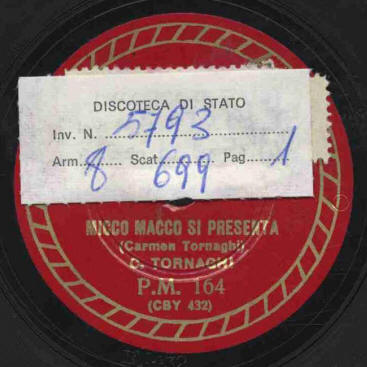 DISCOTECA DI STATO
Inv. N. 5793
Arm. 8 Scat. 699 Pag. 1
MICCO MACCO SI PRESENTA
(Carmen Tornaghi)
C. TORNAGHI
P.M. 164
(CBY 432)